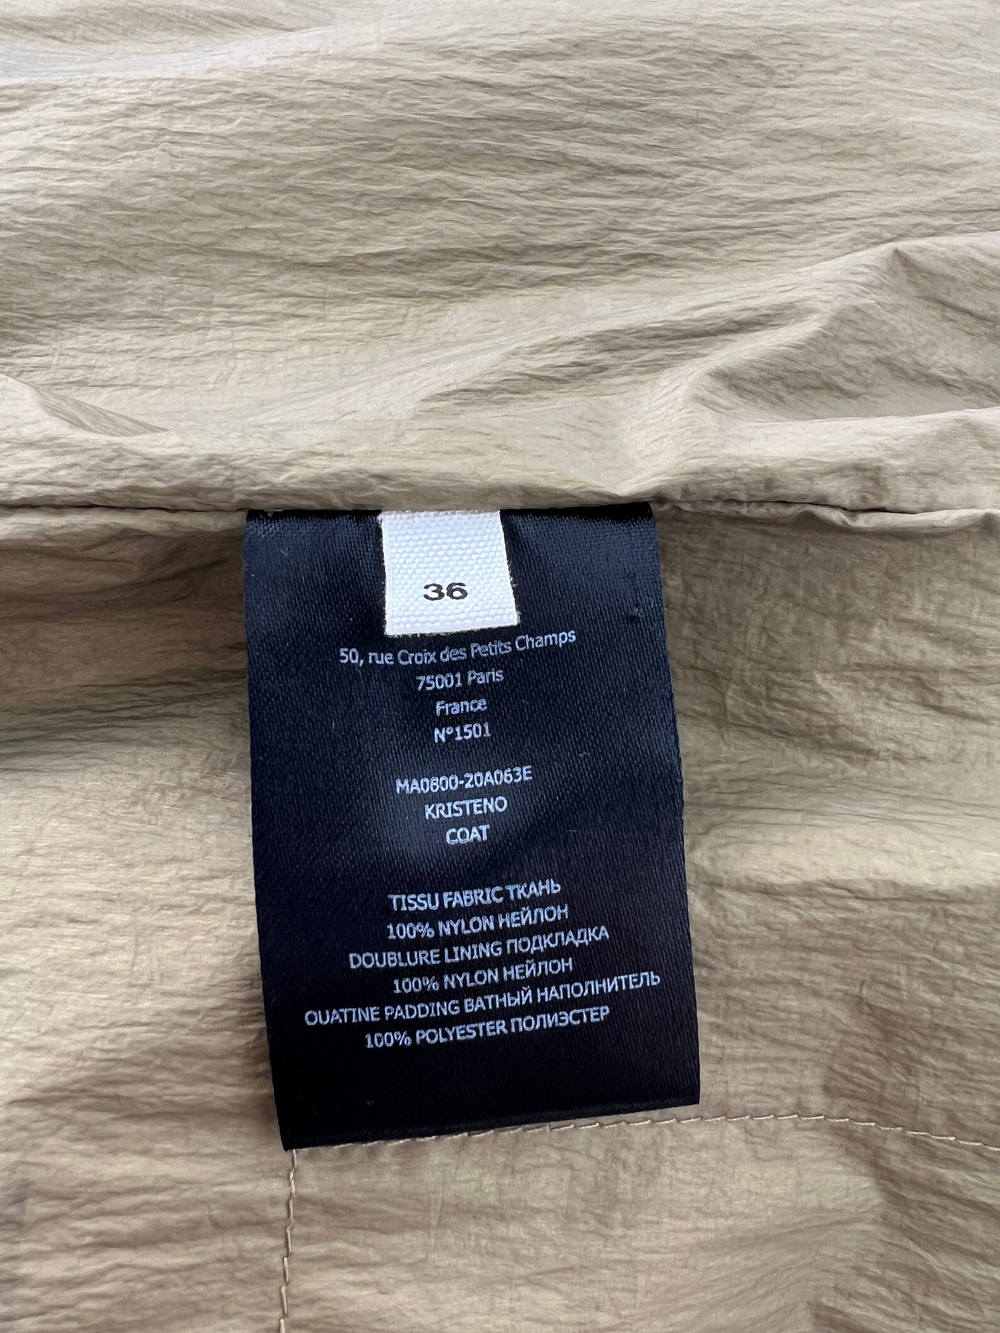 36
50, rue Croix des Petits Champs
75001 Paris
France
N°1501
MA0800-20A063E
KRISTENO
COAT
TISSU FABRIC ТКАНЬ
100% NYLON НЕЙЛОН
DOUBLURE LINING ПОДКЛАДКА
100% NYLON НЕЙЛОН
OUATINE PADDING ВАТНЫЙ НАПОЛНИТЕЛЬ
100% POLYESTER ПОЛИЭСТЕР